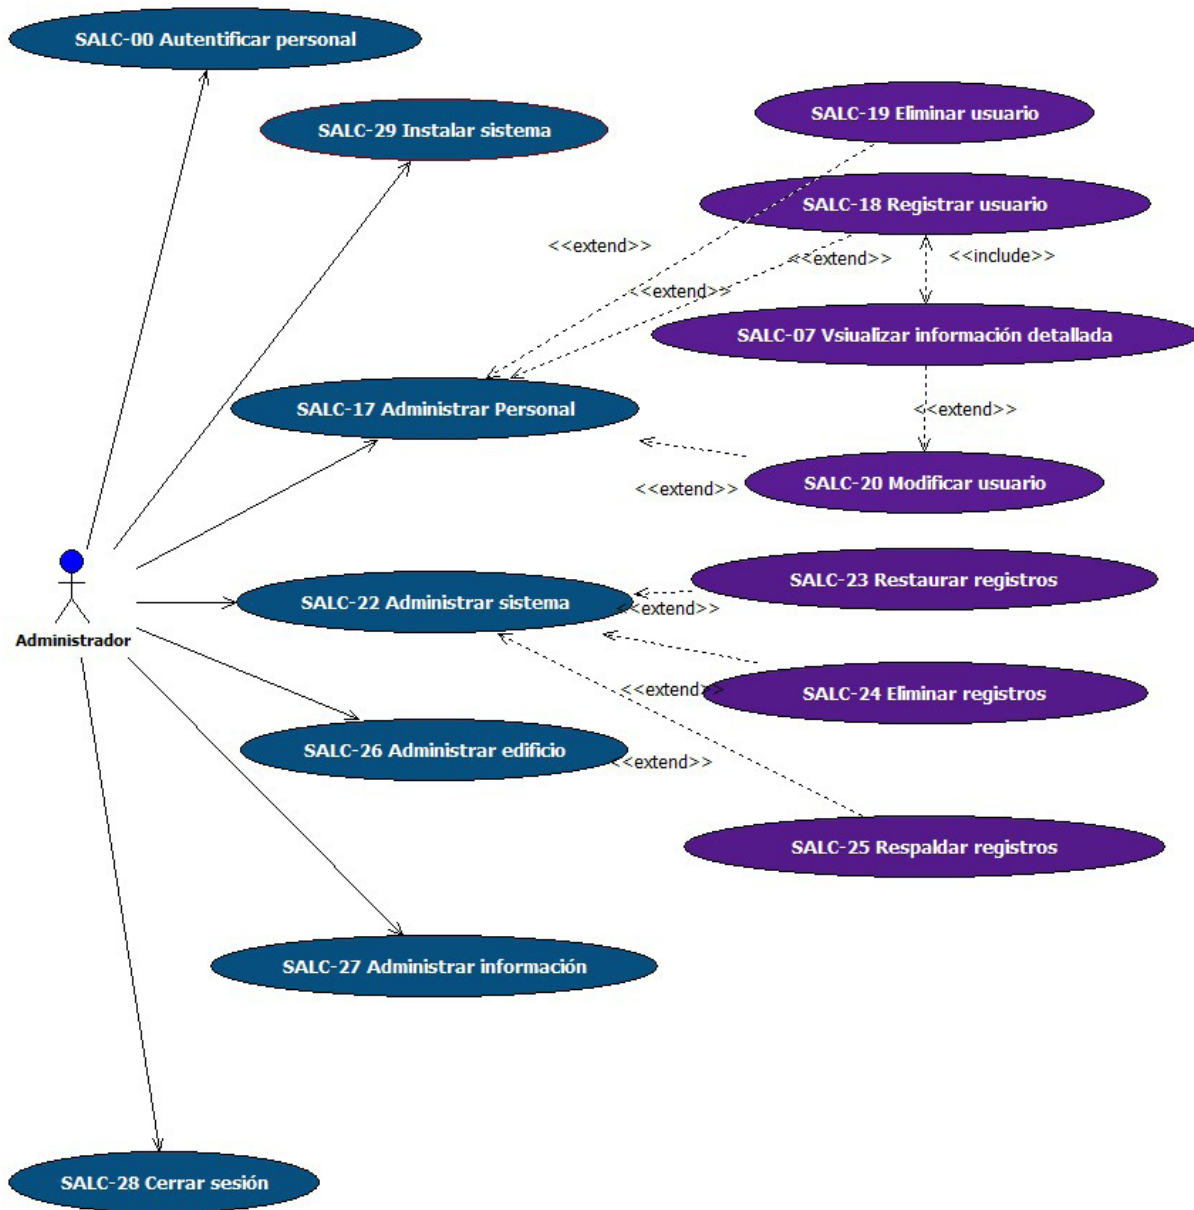 SALC-00 Autentificar personal
SALC-29 Instalar sistema
SALC-19 Eliminar usuario
SALC-18 Registrar usuario
<<extend>>
<<extend>>
<<include>>
<<extend>>
SALC-07 Vsiualizar información detallada
SALC-17 Administrar Personal
<<extend>>
SALC-20 Modificar usuario
<<extend>>
SALC-23 Restaurar registros
SALC-22 Administrar sistema
<<extend>>
Administrador
<<extend>>
SALC-24 Eliminar registros
SALC-26 Administrar edificio
<<extend>>
SALC-25 Respaldar registros
SALC-27 Administrar información
SALC-28 Cerrar sesión